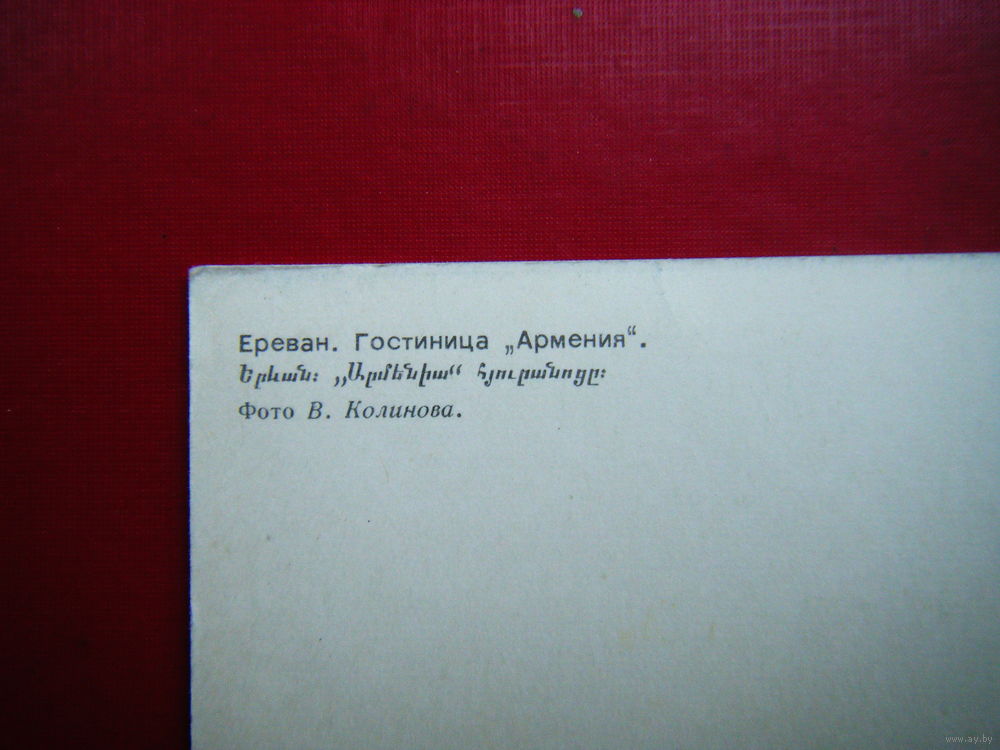 Ереван. Гостиница „Армения“.
Երևան։ „Արմենիա“ հյուրանոցը։
Фото В. Колинова.
www.ay.by